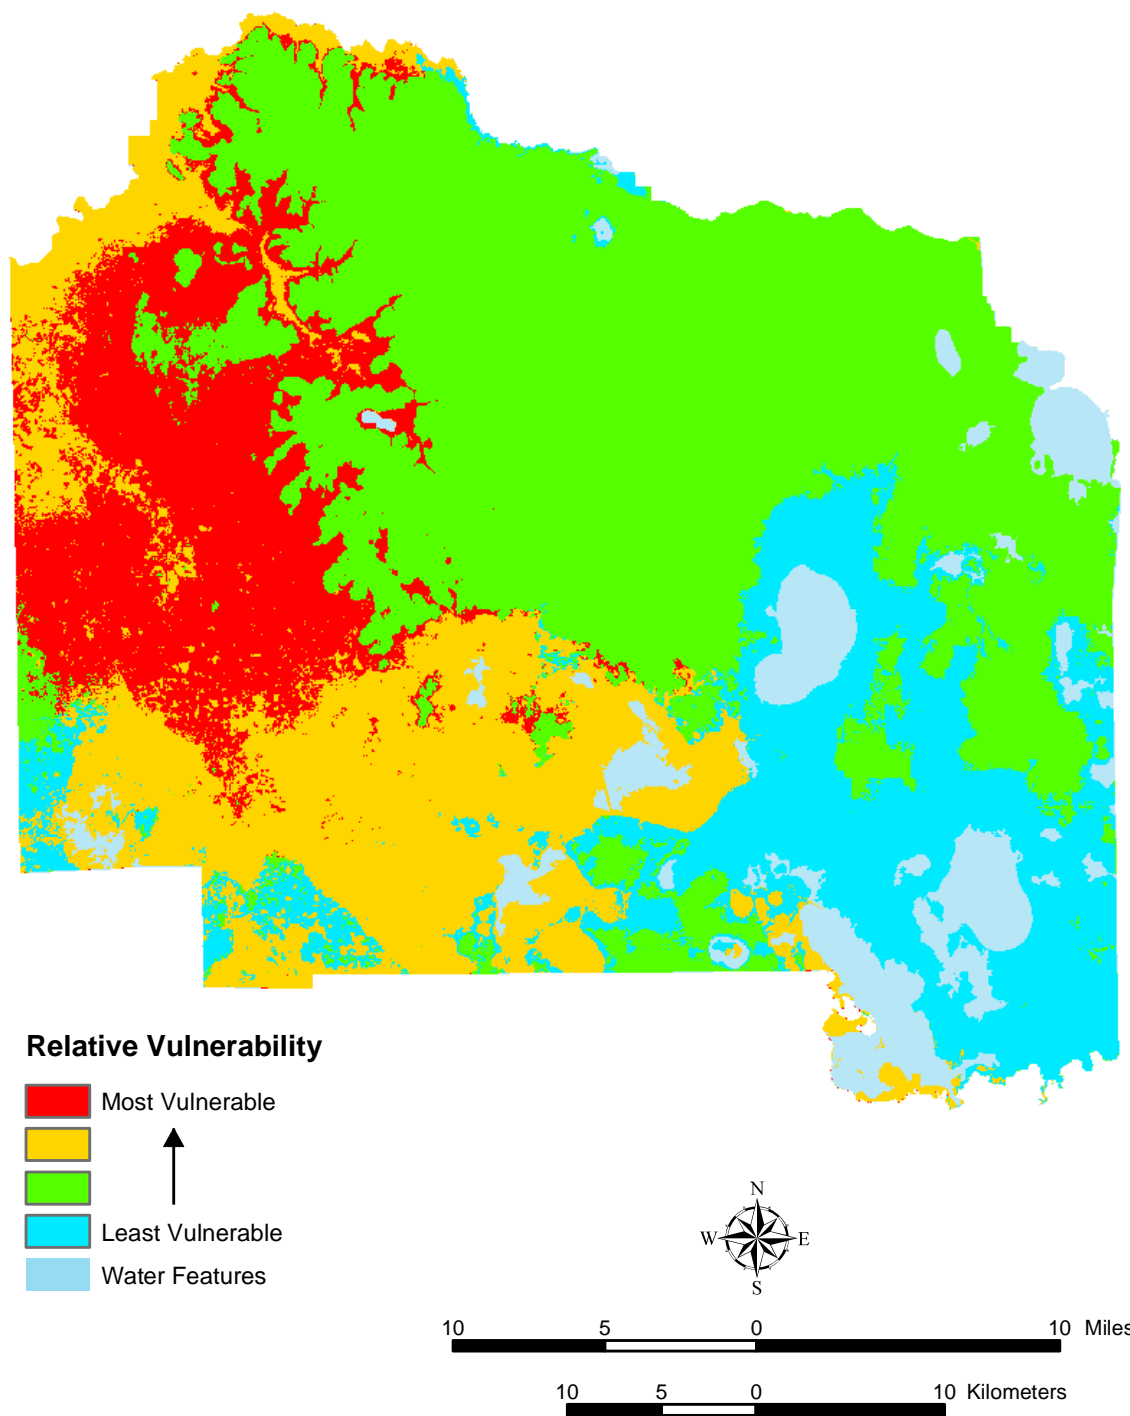 Relative Vulnerability
Most Vulnerable
Least Vulnerable
Water Features
N
W E
S
10 5 0 10 Miles
10 5 0 10 Kilometers